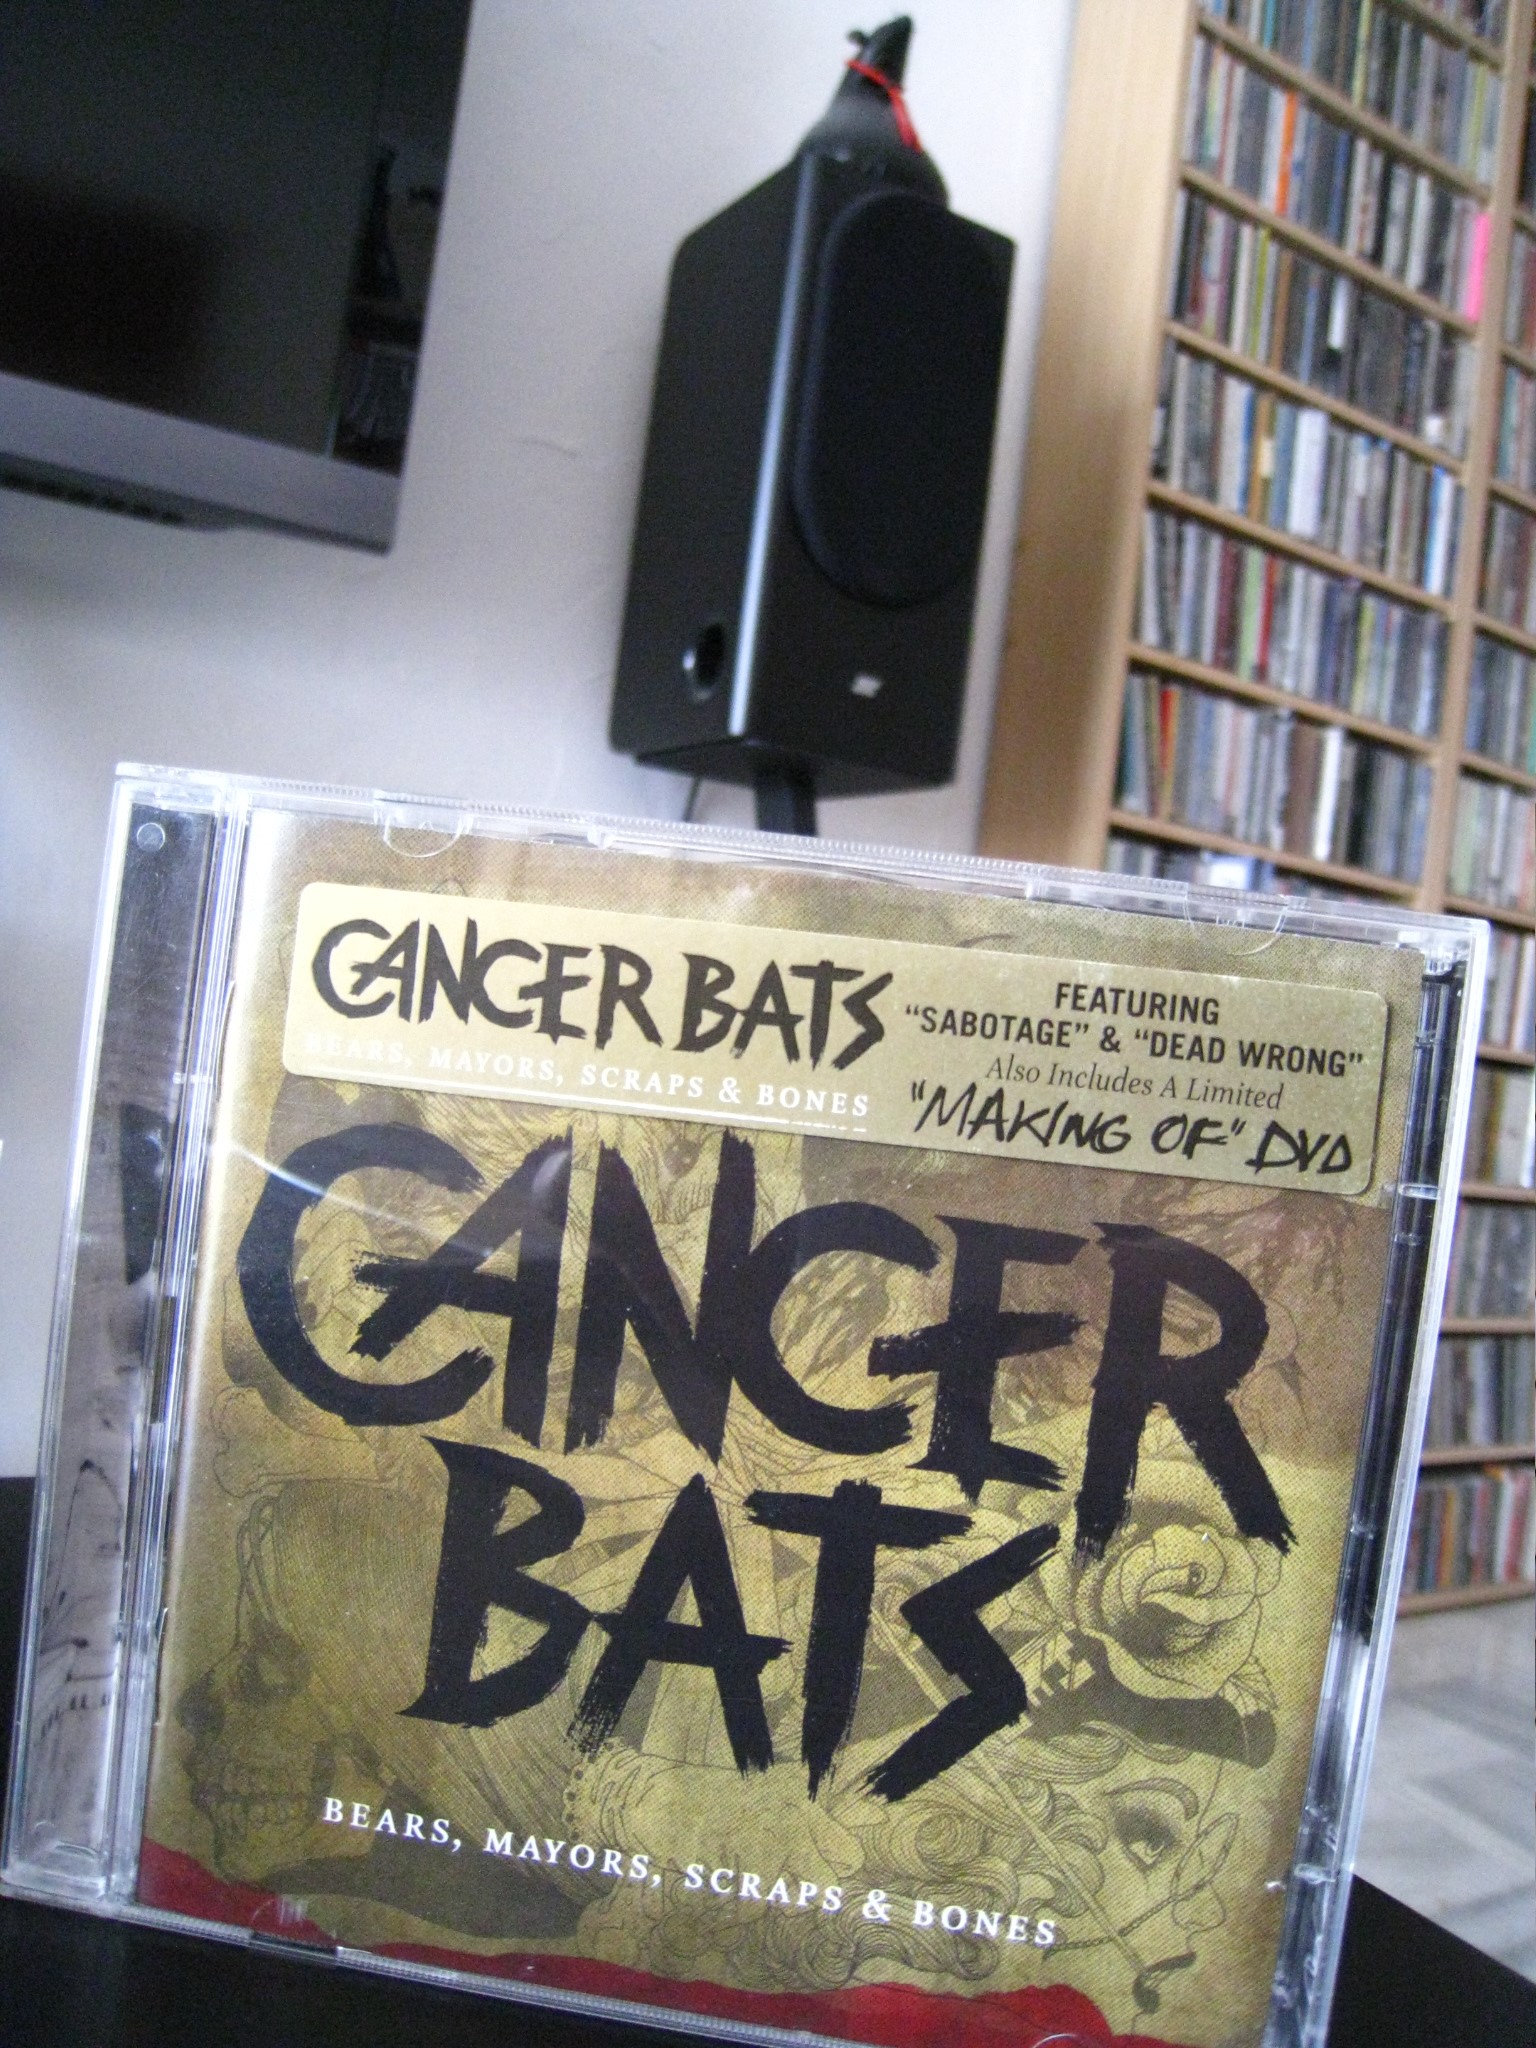 CANCER BATS
BEARS, MAYORS, SCRAPS & BONES
FEATURING
"SABOTAGE" & "DEAD WRONG"
Also Includes A Limited
"MAKING OF" DVD
CANCER
BATS
BEARS, MAYORS, SCRAPS & BONES